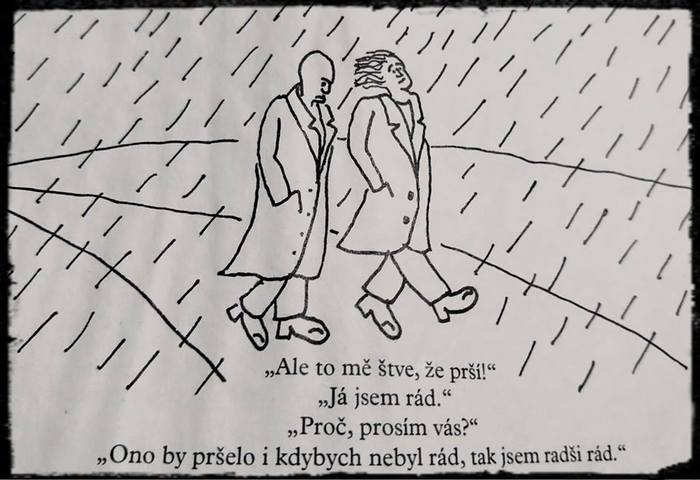 „Ale to mě štve, že prší!“
„Já jsem rád.“
„Proč, prosím vás?“
„Ono by pršelo i kdybych nebyl rád, tak jsem radši rád.“